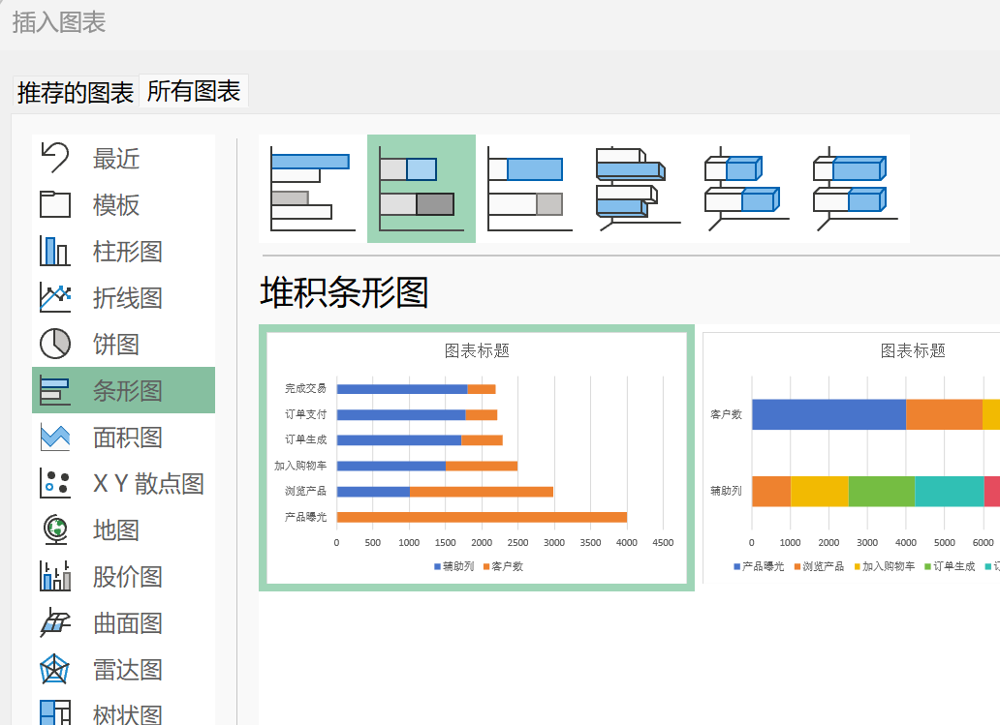 插入图表
推荐的图表 所有图表
最近
模板
柱形图
折线图
饼图
条形图
面积图
X Y 散点图
地图
股价图
曲面图
雷达图
树状图
堆积条形图
图表标题
完成交易
订单支付
订单生成
加入购物车
浏览产品
产品曝光
0 500 1000 1500 2000 2500 3000 3500 4000 4500
辅助列 客户数
图表标题
客户数
辅助列
0 1000 2000 3000 4000 5000 6000
产品曝光 浏览产品 加入购物车 订单生成